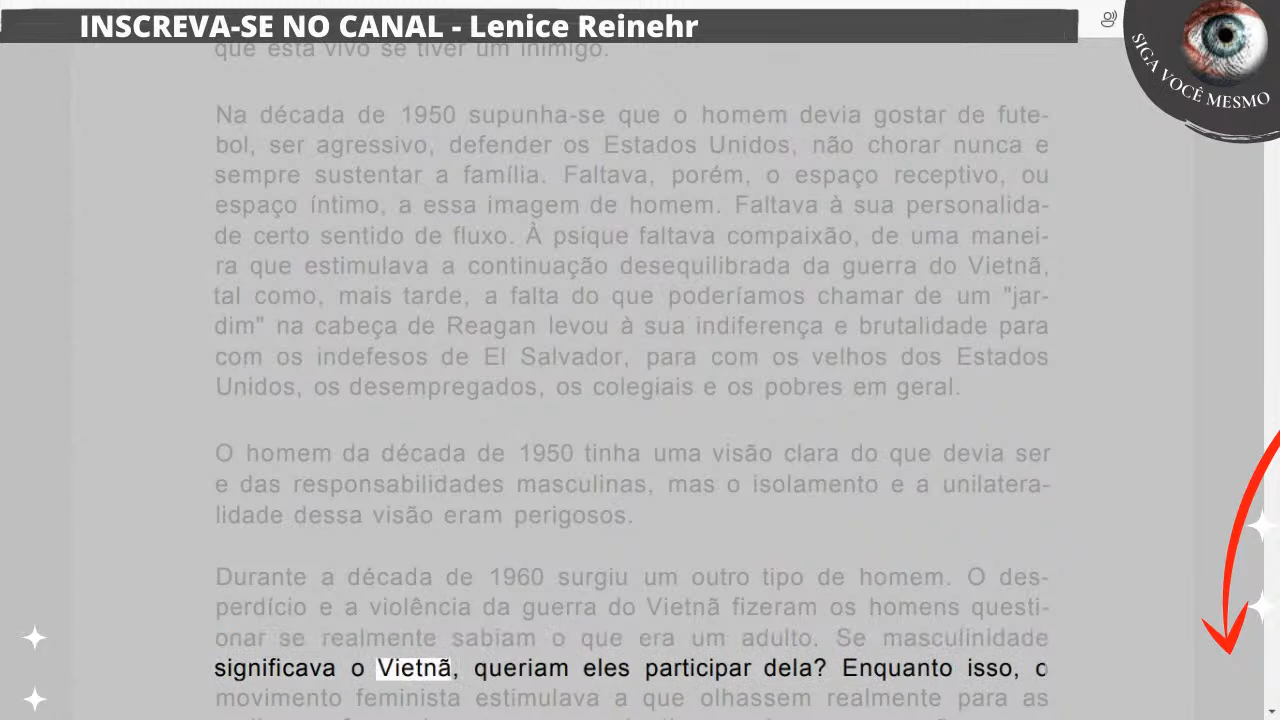 INSCREVA-SE NO CANAL - Lenice Reinehr
SIGA VOCÊ MESMO
que está vivo se tiver um inimigo.
Na década de 1950 supunha-se que o homem devia gostar de fute-
bol, ser agressivo, defender os Estados Unidos, não chorar nunca e
sempre sustentar a família. Faltava, porém, o espaço receptivo, ou
espaço íntimo, a essa imagem de homem. Faltava à sua personalida-
de certo sentido de fluxo. À psique faltava compaixão, de uma manei-
ra que estimulava a continuação desequilibrada da guerra do Vietnã,
tal como, mais tarde, a falta do que poderíamos chamar de um "jar-
dim" na cabeça de Reagan levou à sua indiferença e brutalidade para
com os indefesos de El Salvador, para com os velhos dos Estados
Unidos, os desempregados, os colegiais e os pobres em geral.
O homem da década de 1950 tinha uma visão clara do que devia ser
e das responsabilidades masculinas, mas o isolamento e a unilatera-
lidade dessa visão eram perigosos.
Durante a década de 1960 surgiu um outro tipo de homem. O des-
perdício e a violência da guerra do Vietnã fizeram os homens questi-
onar se realmente sabiam o que era um adulto. Se masculinidade
significava o Vietnã, queriam eles participar dela? Enquanto isso, o
movimento feminista estimulava a que olhassem realmente para as